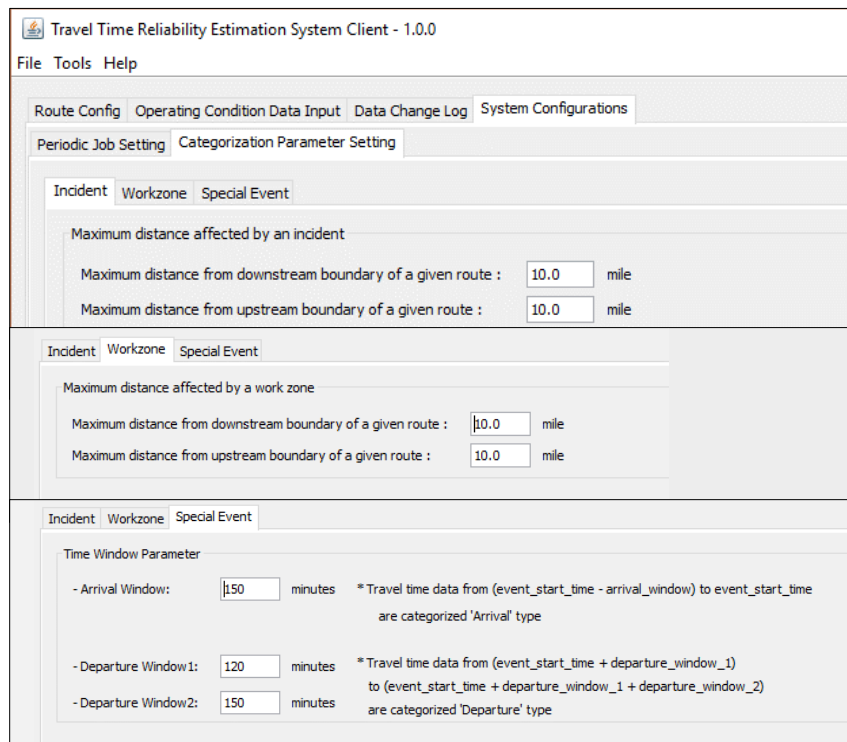 Travel Time Reliability Estimation System Client - 1.0.0
File Tools Help
Route Config Operating Condition Data Input Data Change Log System Configurations
Periodic Job Setting Categorization Parameter Setting
Incident Workzone Special Event
Maximum distance affected by an incident
Maximum distance from downstream boundary of a given route : 10.0 mile
Maximum distance from upstream boundary of a given route : 10.0 mile
Incident Workzone Special Event
Maximum distance affected by a work zone
Maximum distance from downstream boundary of a given route : 10.0 mile
Maximum distance from upstream boundary of a given route : 10.0 mile
Incident Workzone Special Event
Time Window Parameter
- Arrival Window: 150 minutes * Travel time data from (event_start_time - arrival_window) to event_start_time
are categorized 'Arrival' type
- Departure Window1: 120 minutes * Travel time data from (event_start_time + departure_window_1)
to (event_start_time + departure_window_1 + departure_window_2)
- Departure Window2: 150 minutes are categorized 'Departure' type